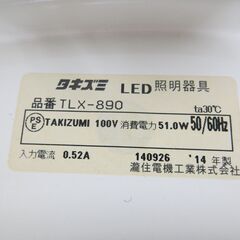 タキズミ LED照明器具
品番 TLX-890 ta30℃
PSE TAKIZUMI 100V 消費電力 51.0W 50/60Hz
入力電流 0.52A 140926 '14年製
瀧住電機工業株式会社